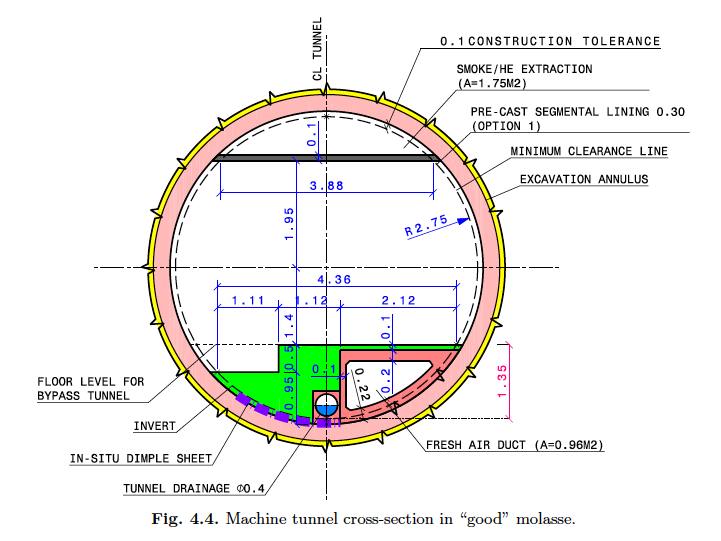 CL TUNNEL
0.1 CONSTRUCTION TOLERANCE
SMOKE/HE EXTRACTION
(A=1.75M2)
PRE-CAST SEGMENTAL LINING 0.30
(OPTION 1)
MINIMUM CLEARANCE LINE
EXCAVATION ANNULUS
0.1
3.88
1.95
R2.75
4.36
1.11
1.12
2.12
1.4
0.1
0.5
0.1
0.2
0.22
0.95
1.35
FLOOR LEVEL FOR
BYPASS TUNNEL
INVERT
IN-SITU DIMPLE SHEET
TUNNEL DRAINAGE Ø0.4
FRESH AIR DUCT (A=0.96M2)
Fig. 4.4. Machine tunnel cross-section in “good” molasse.